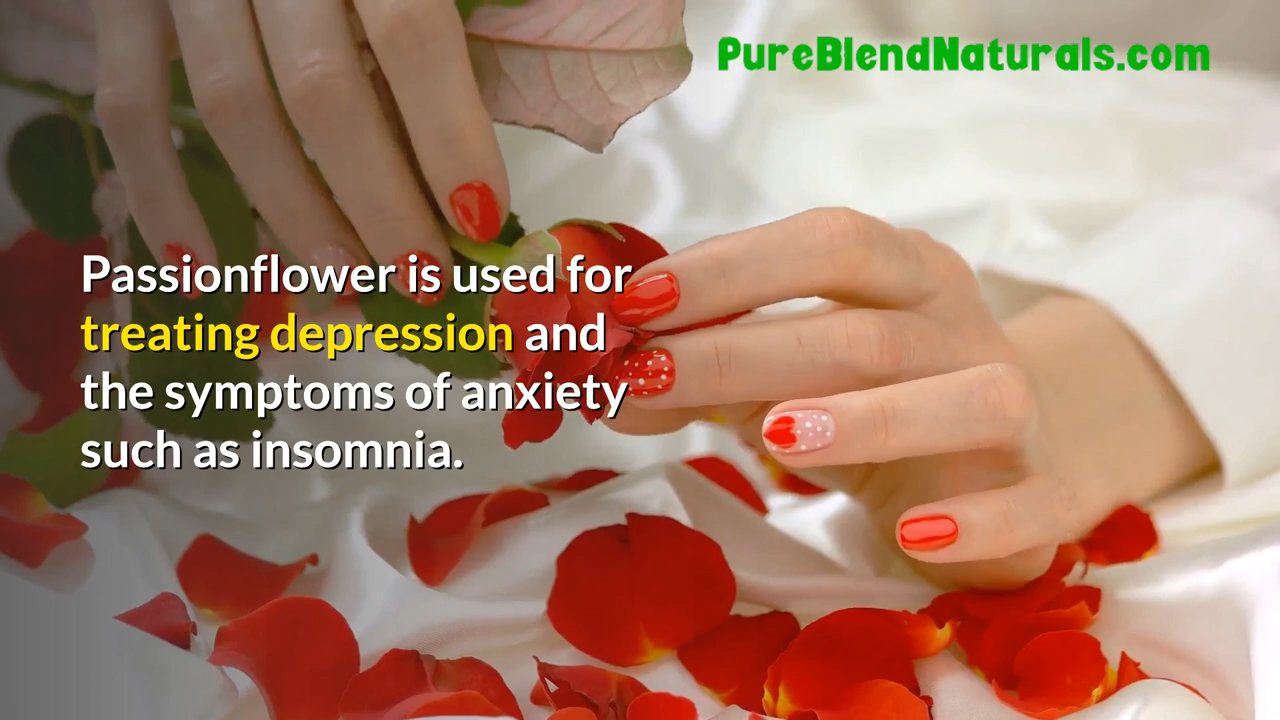 PureBlendNaturals.com
Passionflower is used for
treating depression and
the symptoms of anxiety
such as insomnia.